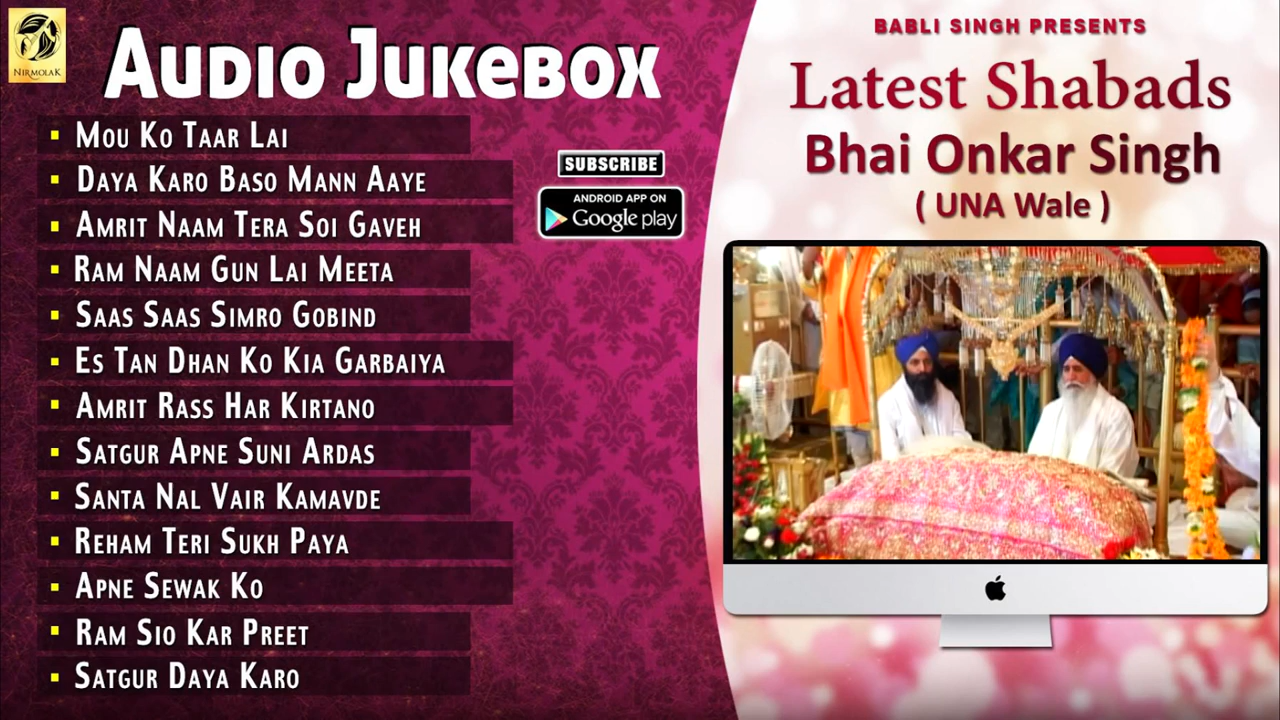 NIRMOLAK
AUDIO JUKEBOX
MOU KO TAAR LAI
DAYA KARO BASO MANN AAYE
AMRIT NAAM TERA SOI GAVEH
RAM NAAM GUN LAI MEETA
SAAS SAAS SIMRO GOBIND
ES TAN DHAN KO KIA GARBAIYA
AMRIT RASS HAR KIRTANO
SATGUR APNE SUNI ARDAS
SANTA NAL VAIR KAMAVDE
REHAM TERI SUKH PAYA
APNE SEWAK KO
RAM SIO KAR PREET
SATGUR DAYA KARO
SUBSCRIBE
ANDROID APP ON
Google play
BABLI SINGH PRESENTS
Latest Shabads
Bhai Onkar Singh
( UNA Wale )